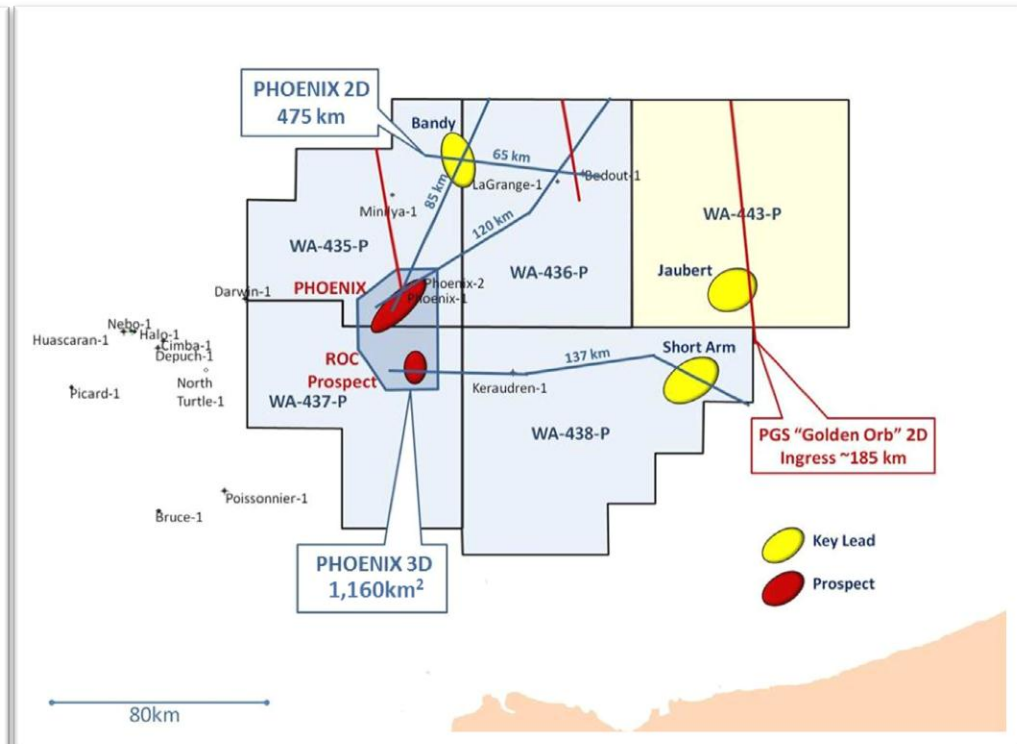 PHOENIX 2D
475 km
Bandy
65 km
LaGrange-1
Bedout-1
85 km
Minilya-1
120 km
WA-443-P
WA-435-P
WA-436-P
Jaubert
PHOENIX
Phoenix-2
Phoenix-1
Darwin-1
Nebo-1
Huascaran-1
Halo-1
Cimba-1
Depuch-1
ROC
Prospect
137 km
Short Arm
North
Turtle-1
Picard-1
Keraudren-1
WA-437-P
WA-438-P
PGS “Golden Orb” 2D
Ingress ~185 km
Poissonnier-1
Bruce-1
PHOENIX 3D
1,160km²
Key Lead
Prospect
80km